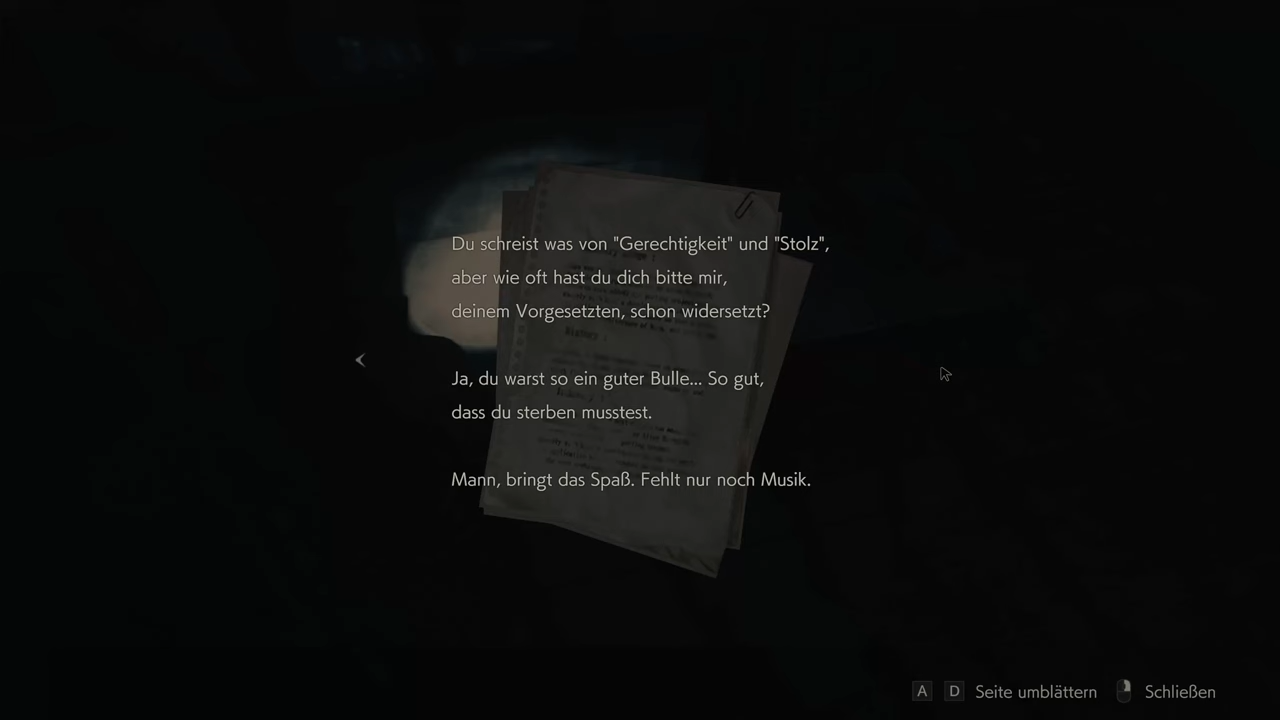 Du schreist was von "Gerechtigkeit" und "Stolz",
aber wie oft hast du dich bitte mir,
deinem Vorgesetzten, schon widersetzt?
Ja, du warst so ein guter Bulle... So gut,
dass du sterben musstest.
Mann, bringt das Spaß. Fehlt nur noch Musik.
A D Seite umblättern Schließen